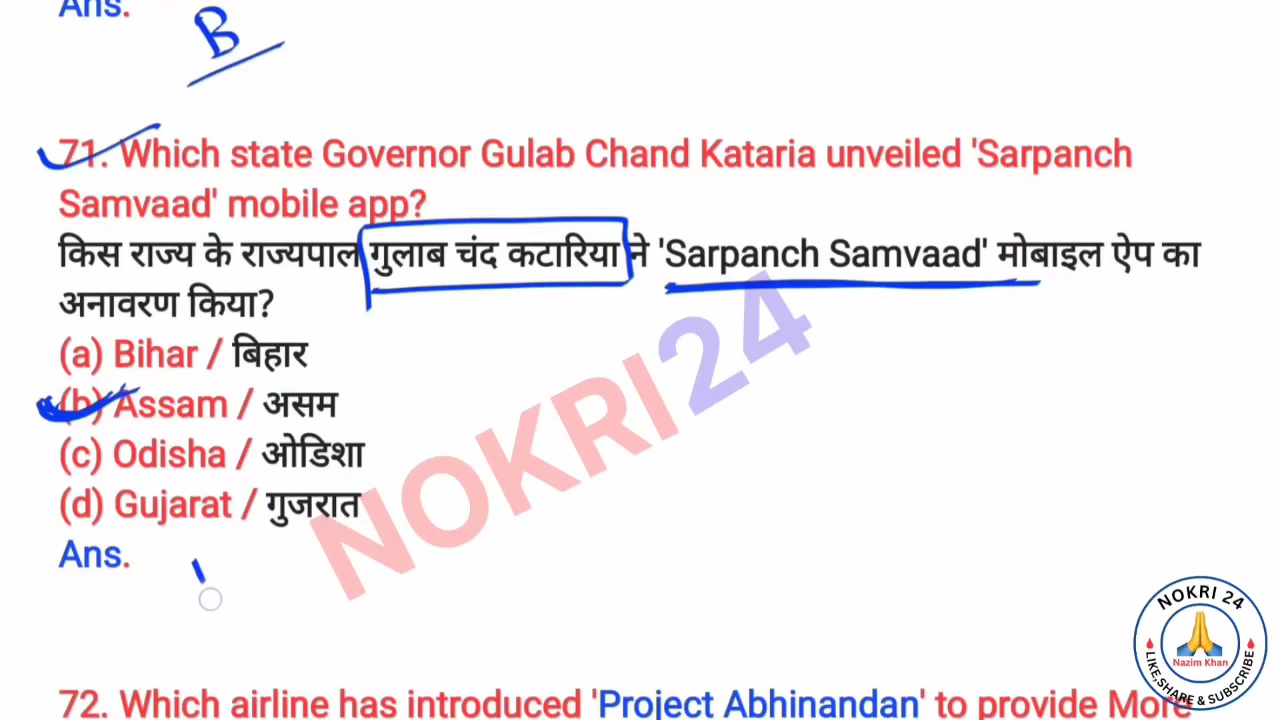 Ans.
B
71. Which state Governor Gulab Chand Kataria unveiled 'Sarpanch
Samvaad' mobile app?
किस राज्य के राज्यपाल गुलाब चंद कटारिया ने 'Sarpanch Samvaad' मोबाइल ऐप का
अनावरण किया?
(a) Bihar / बिहार
(b) Assam / असम
(c) Odisha / ओडिशा
(d) Gujarat / गुजरात
Ans.
NOKRI24
NOKRI 24
Nazim Khan
LIKE,SHARE & SUBSCRIBE
72. Which airline has introduced 'Project Abhinandan' to provide More